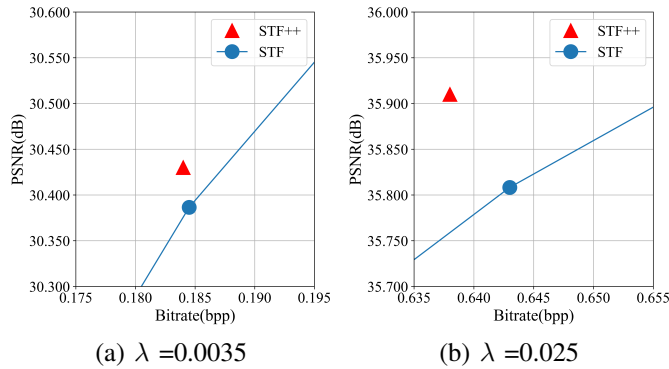 30.600
30.550
30.500
30.450
30.400
30.350
30.300
0.175 0.180 0.185 0.190 0.195
PSNR(dB)
Bitrate(bpp)
STF++
STF
(a) λ =0.0035
36.000
35.950
35.900
35.850
35.800
35.750
35.700
0.635 0.640 0.645 0.650 0.655
PSNR(dB)
Bitrate(bpp)
STF++
STF
(b) λ =0.025